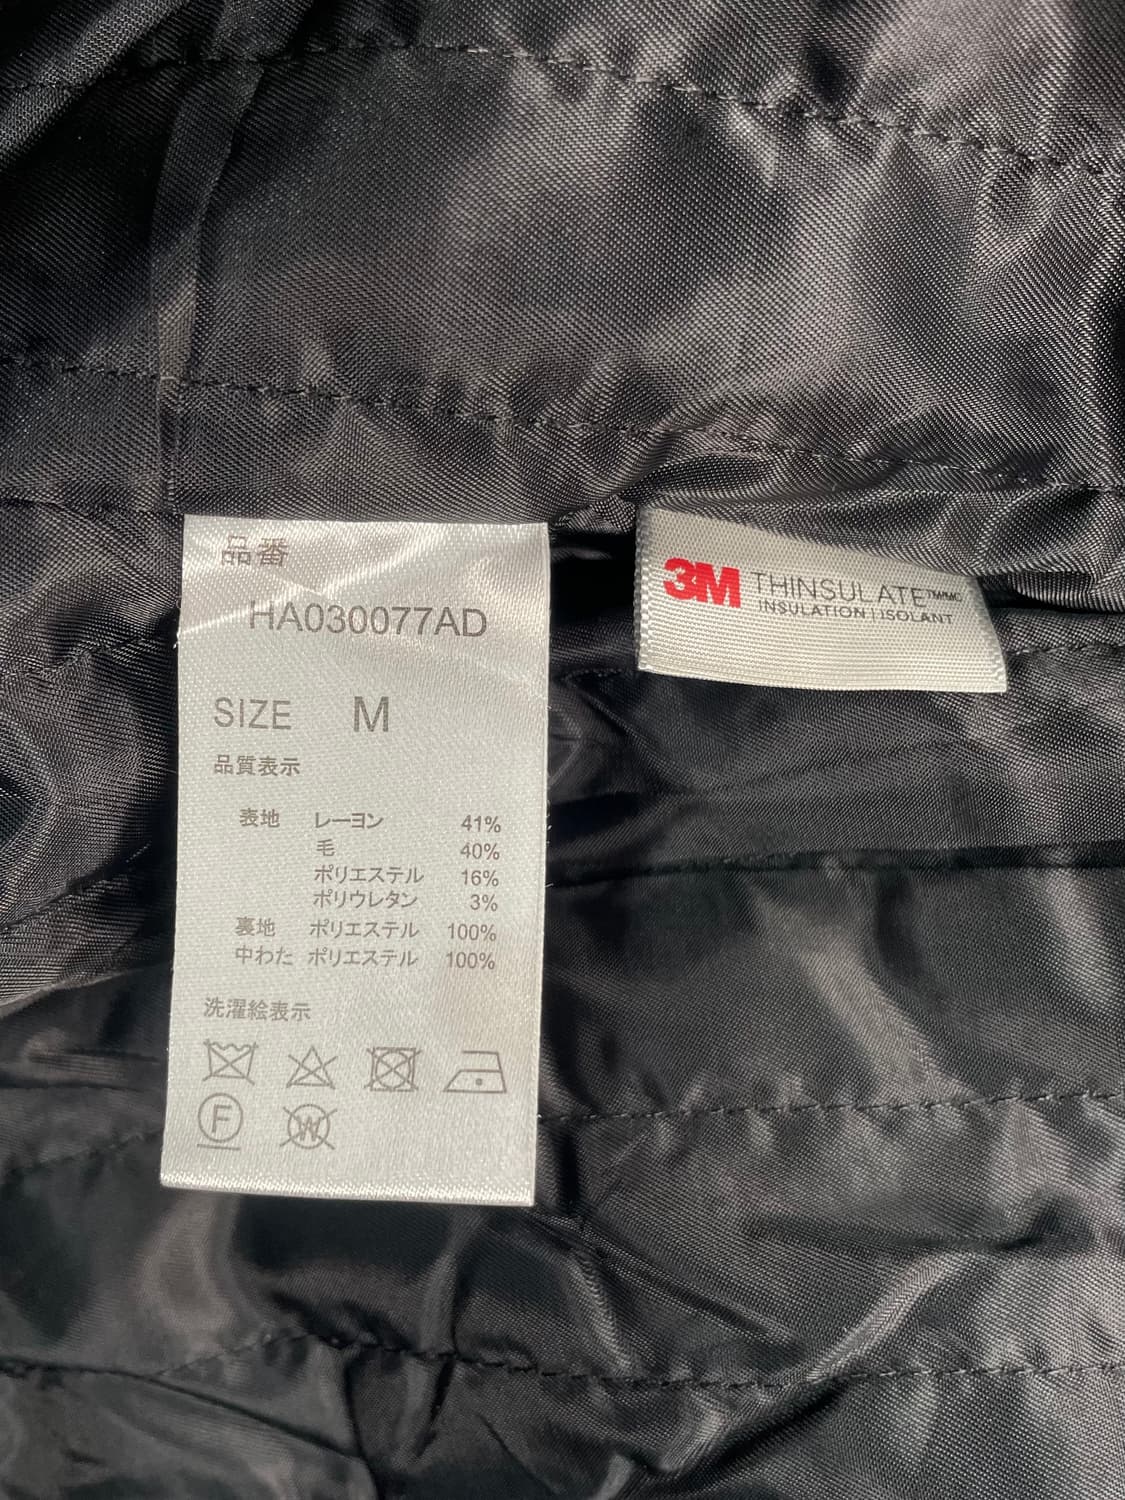 品番
HA030077AD
SIZE M
品質表示
表地 レーヨン 41%
毛 40%
ポリエステル 16%
ポリウレタン 3%
裏地 ポリエステル 100%
中わた ポリエステル 100%
洗濯絵表示
F W
3M THINSULATE™/MC
INSULATION | ISOLANT